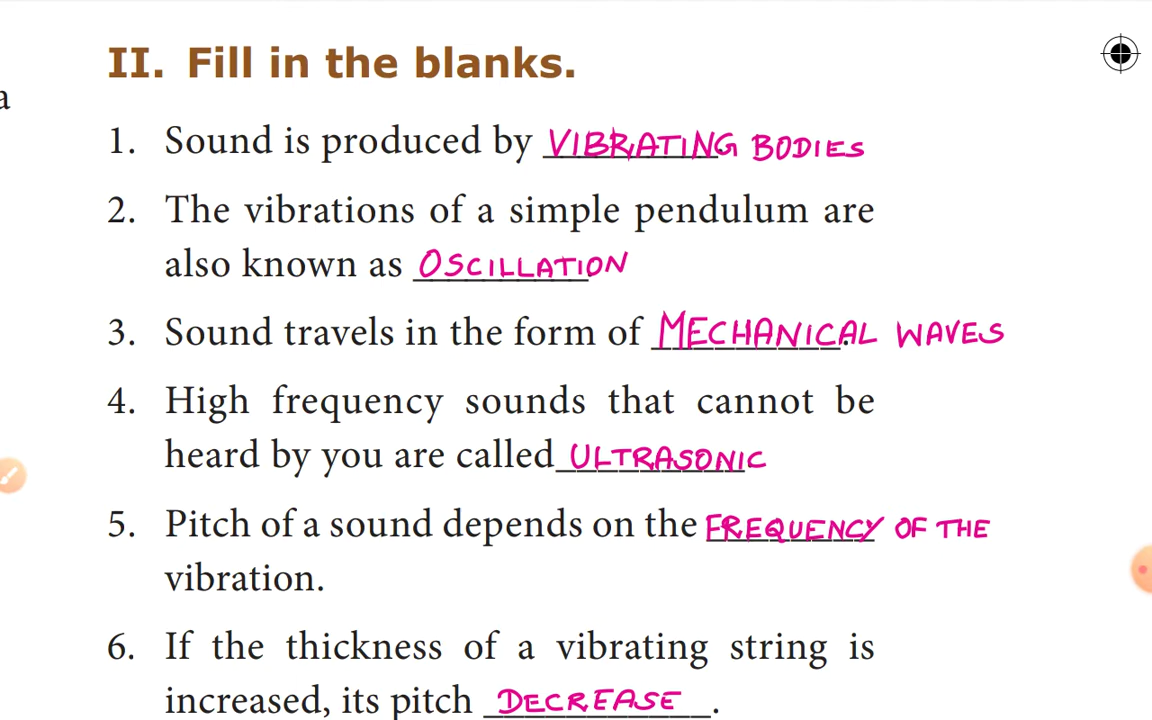 a
II. Fill in the blanks.
1. Sound is produced by VIBRATING BODIES
2. The vibrations of a simple pendulum are
also known as OSCILLATION
3. Sound travels in the form of MECHANICAL WAVES
4. High frequency sounds that cannot be
heard by you are called ULTRASONIC
5. Pitch of a sound depends on the FREQUENCY OF THE
vibration.
6. If the thickness of a vibrating string is
increased, its pitch DECREASE.